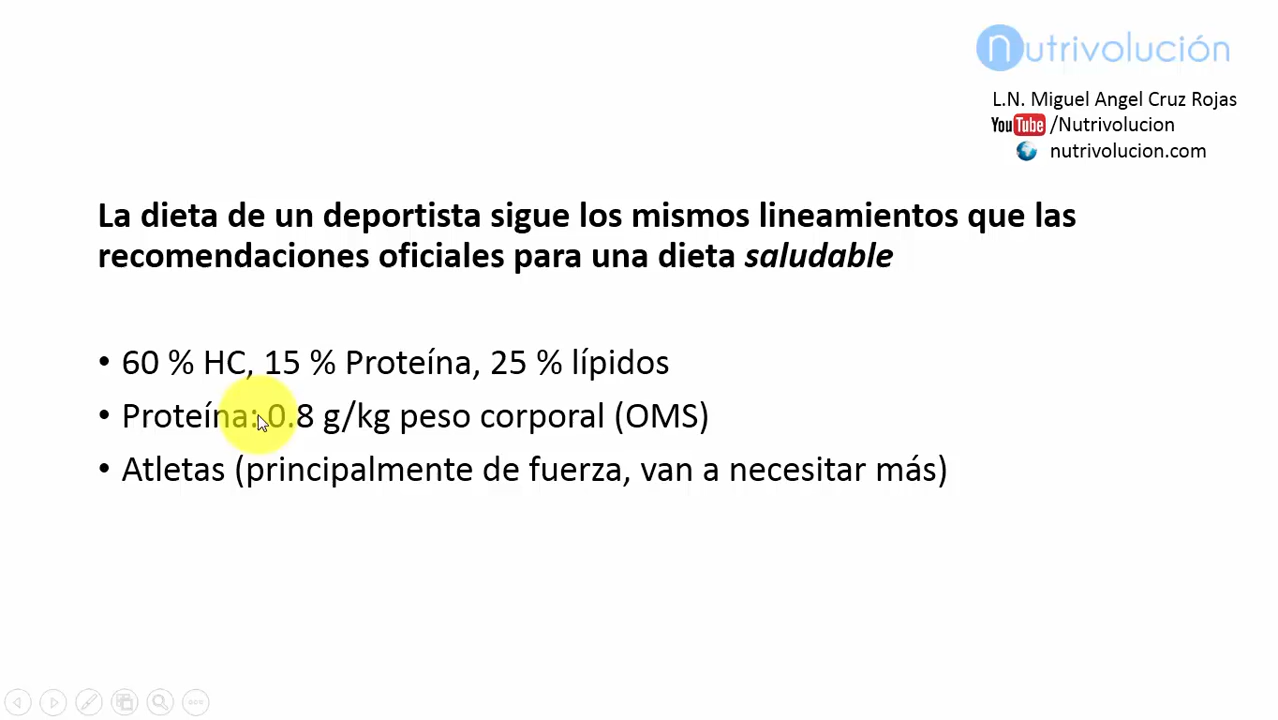 nutrivolución
L.N. Miguel Angel Cruz Rojas
YouTube /Nutrivolucion
nutrivolucion.com
La dieta de un deportista sigue los mismos lineamientos que las
recomendaciones oficiales para una dieta saludable
• 60 % HC, 15 % Proteína, 25 % lípidos
• Proteína: 0.8 g/kg peso corporal (OMS)
• Atletas (principalmente de fuerza, van a necesitar más)